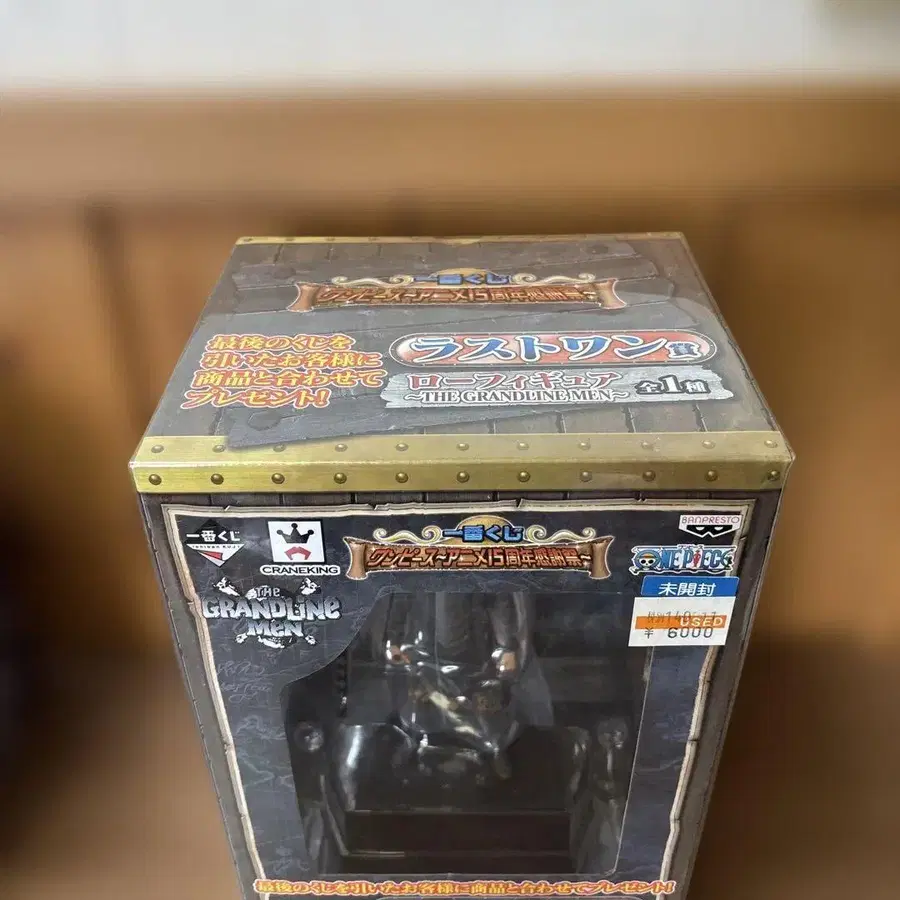 一番くじ
ワンピース~アニメ15周年感謝祭~
最後のくじを
引いたお客様に
商品と合わせて
プレゼント!
ラストワン賞
ローフィギュア
~THE GRANDLINE MEN~
全1種
一番くじ
CRANEKING
THE
GRANDLINE
MEN
一番くじ
ワンピース~アニメ15周年感謝祭~
BANPRESTO
ONE PIECE
未開封
USED
¥ 6000
最後のくじを引いたお客様に商品と合わせてプレゼント!